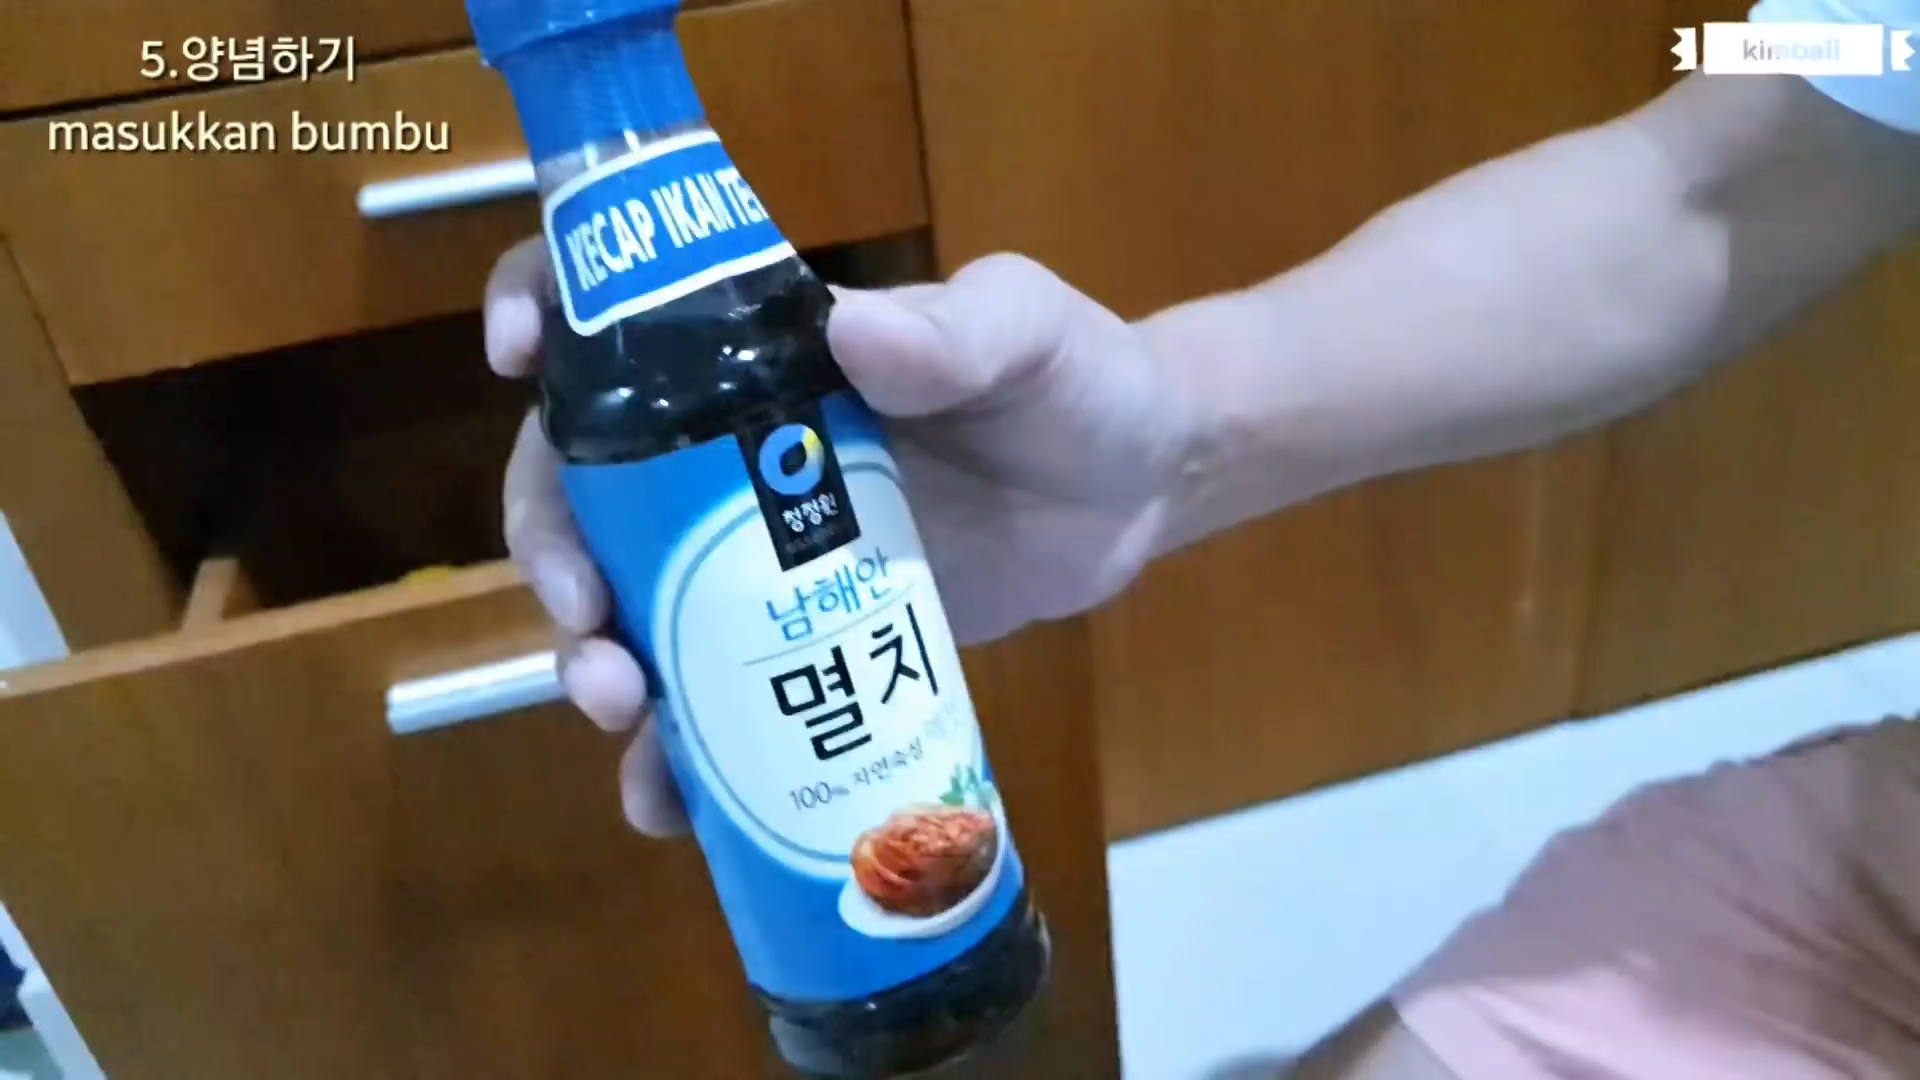 5.양념하기
masukkan bumbu
kimbali
KECAP IKAN TE
청정원
남해안
멸치
100% 자연숙성